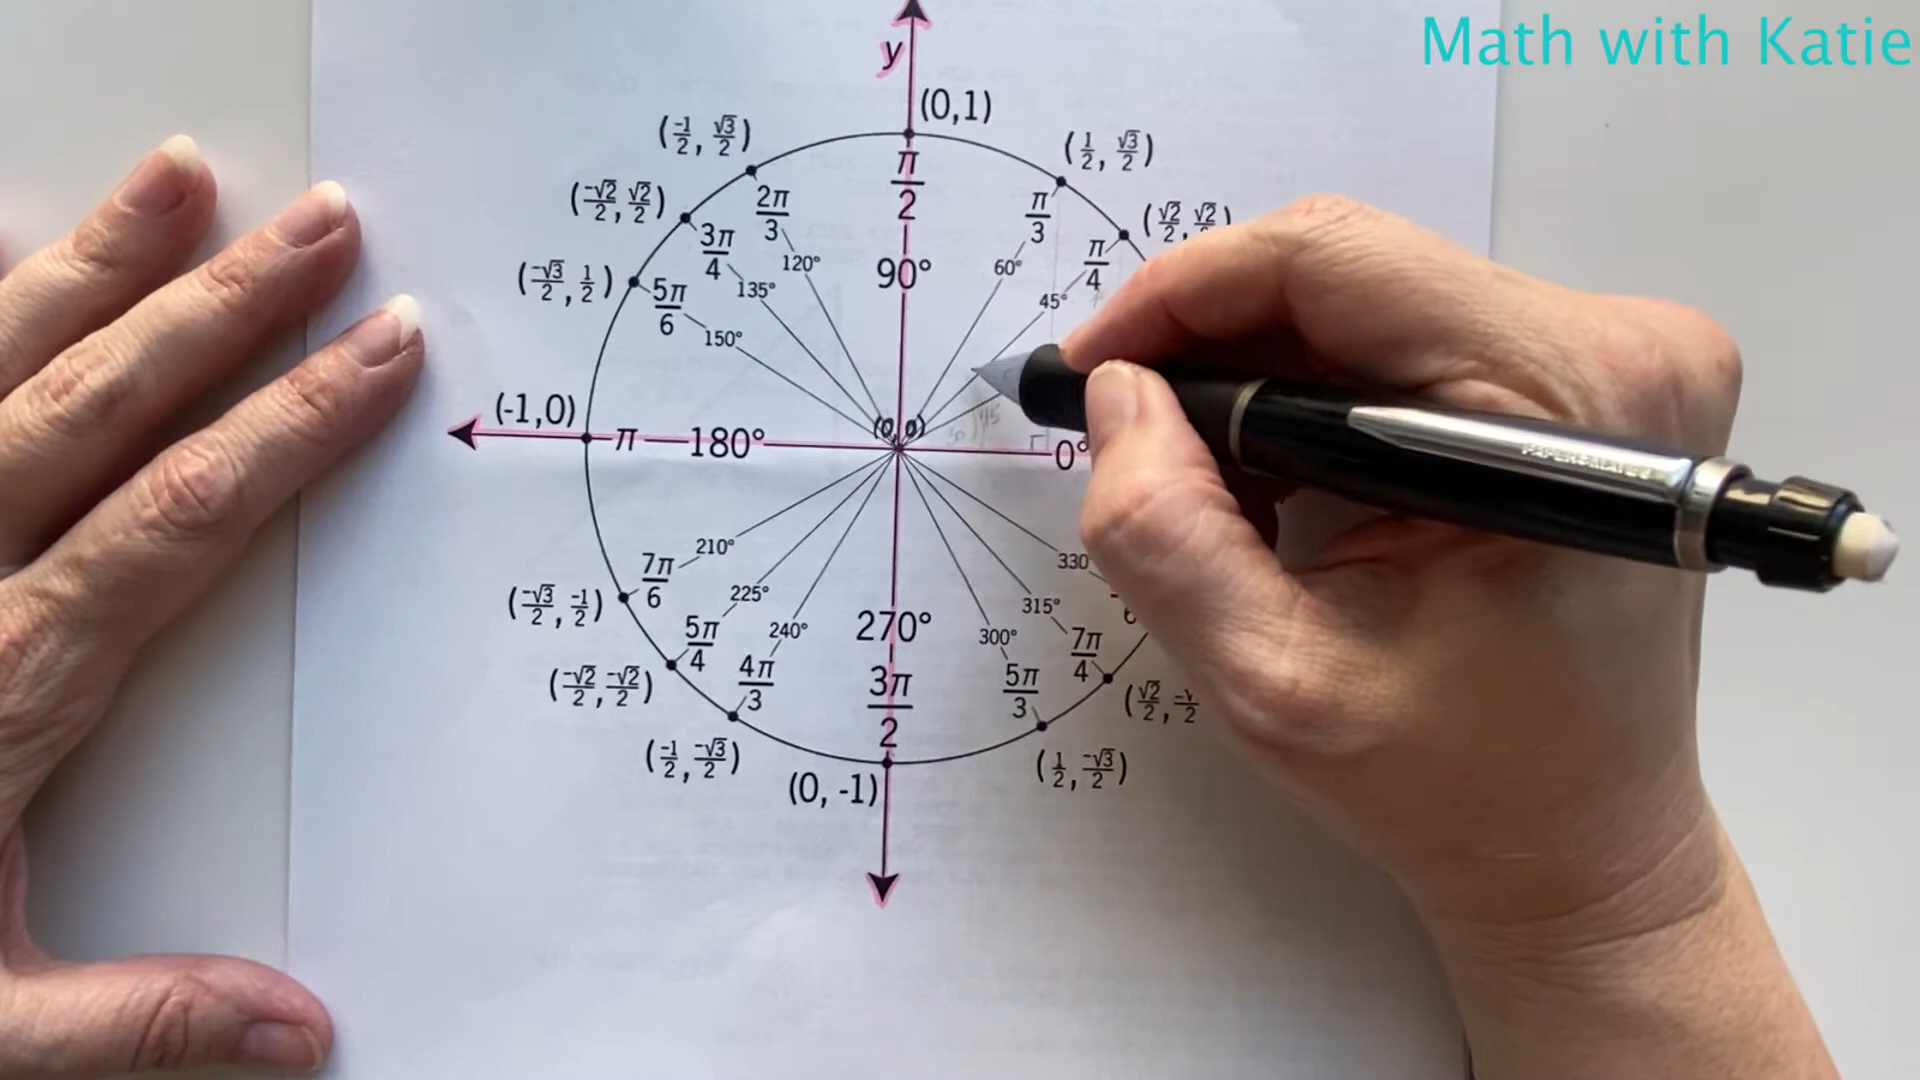 Math with Katie
y
(0,1)
(-1/2, √3/2)
(1/2, √3/2)
(-√2/2, √2/2)
π/2
2π/3
π/3
3π/4
π/4
(-√3/2, 1/2)
5π/6
135°
120°
90°
60°
45°
150°
(-1,0)
π
180°
(0, 0)
45
0°
210°
330
7π/6
225°
315°
(-√3/2, -1/2)
240°
270°
300°
5π/4
4π/3
3π/2
5π/3
7π/4
(-√2/2, -√2/2)
(-1/2, -√3/2)
(0, -1)
(1/2, -√3/2)